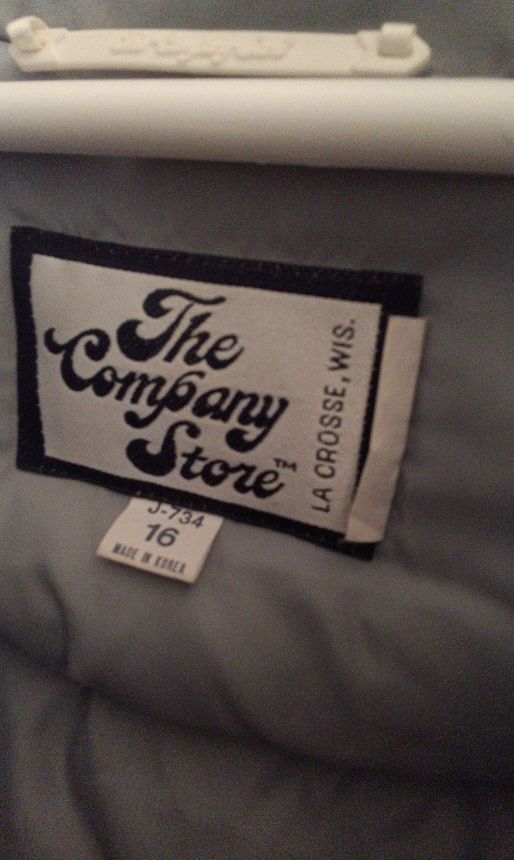 The
Company
Store™
LA CROSSE, WIS.
J-734
16
MADE IN KOREA